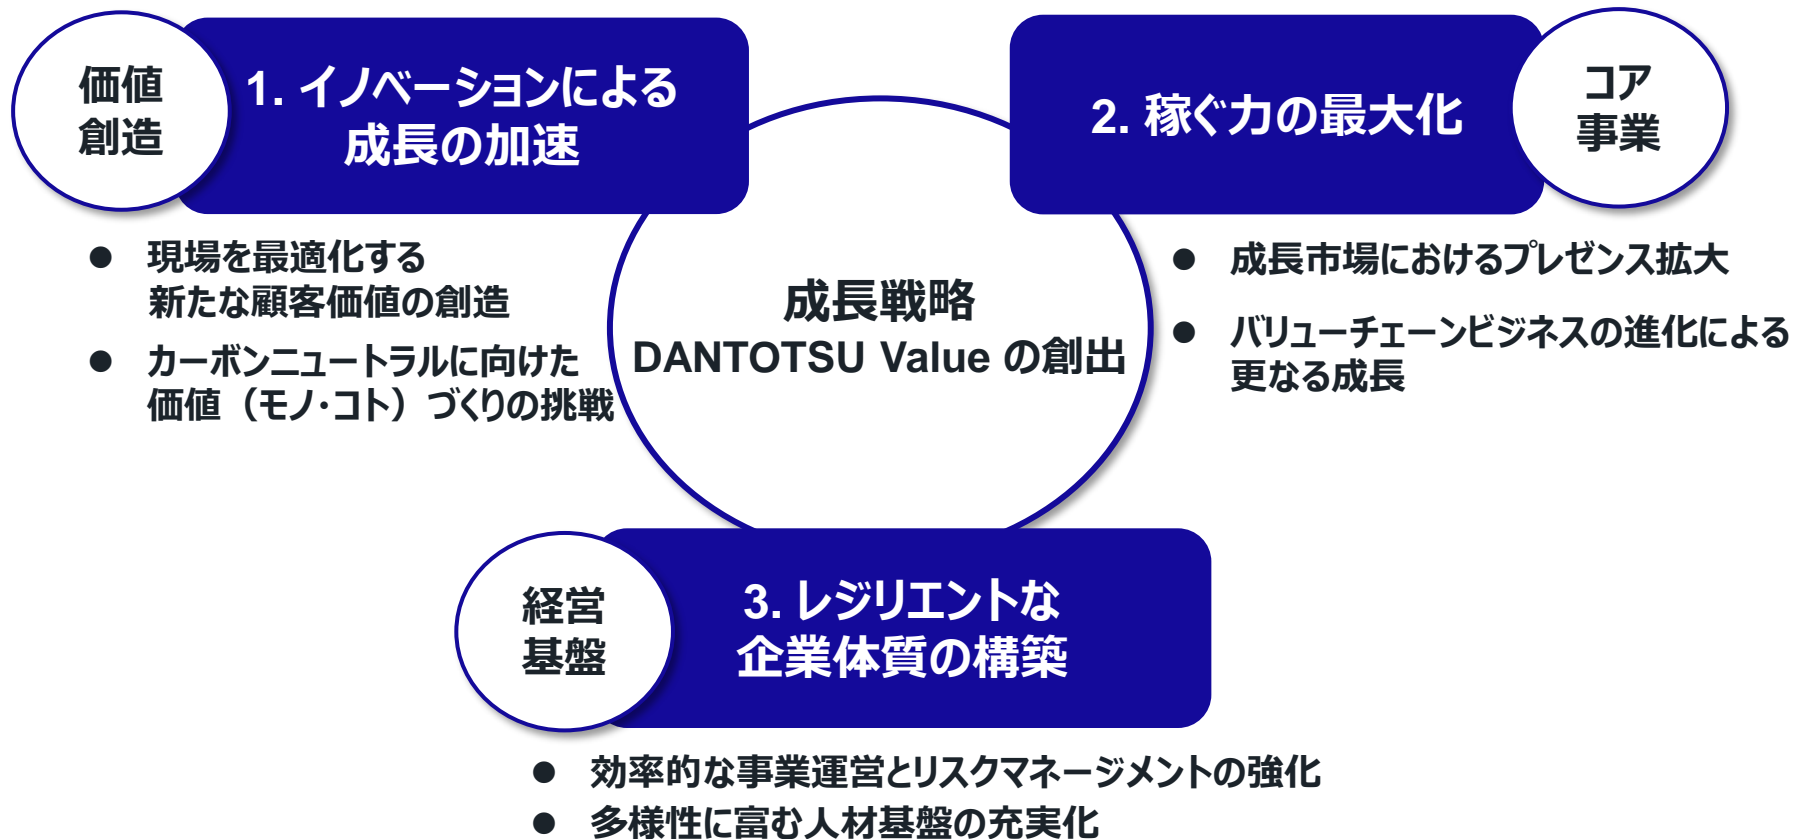 価値
創造
1. イノベーションによる
成長の加速
● 現場を最適化する
新たな顧客価値の創造
● カーボンニュートラルに向けた
価値（モノ・コト）づくりの挑戦
2. 稼ぐ力の最大化
コア
事業
● 成長市場におけるプレゼンス拡大
● バリューチェーンビジネスの進化による
更なる成長
成長戦略
DANTOTSU Value の創出
経営
基盤
3. レジリエントな
企業体質の構築
● 効率的な事業運営とリスクマネージメントの強化
● 多様性に富む人材基盤の充実化